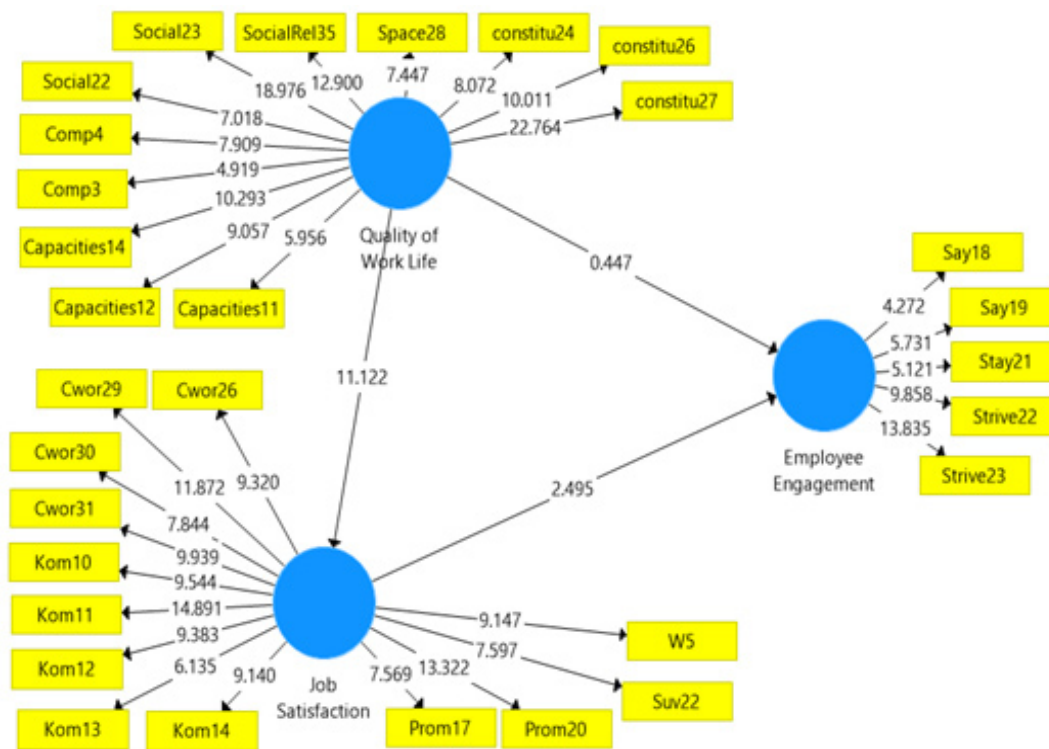 Social23
SocialRel35
Space28
constitu24
constitu26
constitu27
Social22
Comp4
Comp3
Capacities14
Capacities12
Capacities11
18.976
12.900
7.447
8.072
10.011
22.764
7.018
7.909
4.919
10.293
9.057
5.956
Quality of
Work Life
0.447
11.122
2.495
Say18
Say19
Stay21
Strive22
Strive23
4.272
5.731
5.121
9.858
13.835
Employee
Engagement
Cwor29
Cwor26
Cwor30
Cwor31
Kom10
Kom11
Kom12
Kom13
Kom14
Prom17
Prom20
Suv22
W5
11.872
9.320
7.844
9.939
9.544
14.891
9.383
6.135
9.140
7.569
13.322
7.597
9.147
Job
Satisfaction